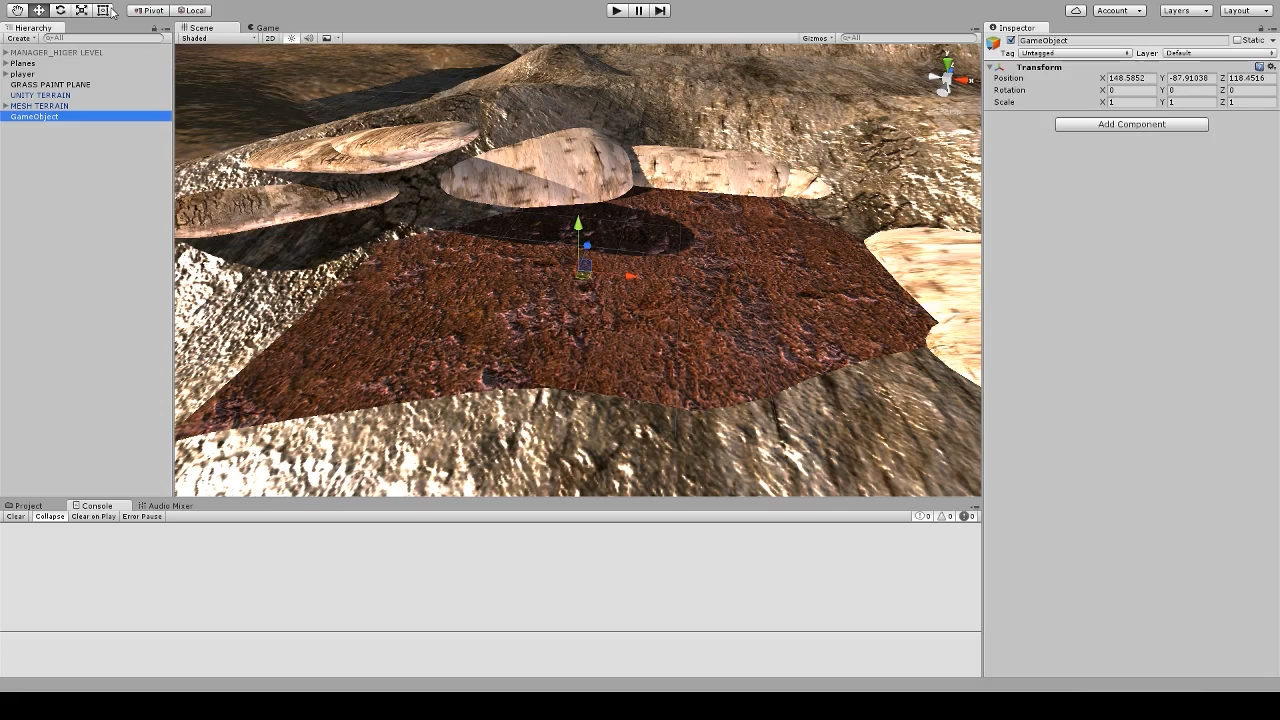 Pivot Local Account Layers Layout
Hierarchy
Create All
MANAGER_HIGER LEVEL
Planes
player
GRASS PAINT PLANE
UNITY TERRAIN
MESH TERRAIN
GameObject
Scene Game
Shaded 2D Gizmos All
y
x
Inspector
GameObject Static
Tag Untagged Layer Default
Transform
Position X 148.5852 Y -87.91038 Z 118.4516
Rotation X 0 Y 0 Z 0
Scale X 1 Y 1 Z 1
Add Component
Project Console Audio Mixer
Clear Collapse Clear on Play Error Pause 0 0 0